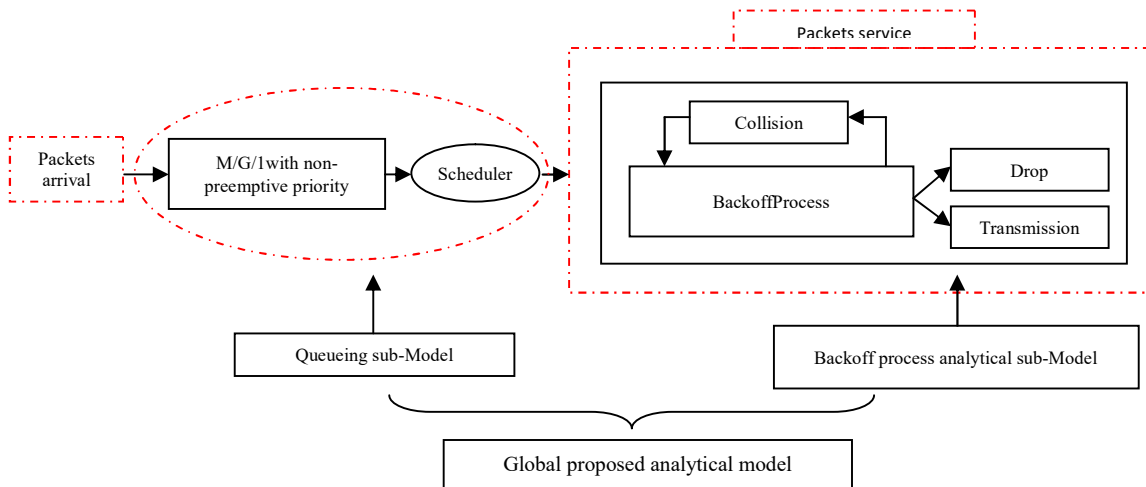 Packets service
Packets
arrival
M/G/1with non-
preemptive priority
Scheduler
Collision
BackoffProcess
Drop
Transmission
Queueing sub-Model
Backoff process analytical sub-Model
Global proposed analytical model